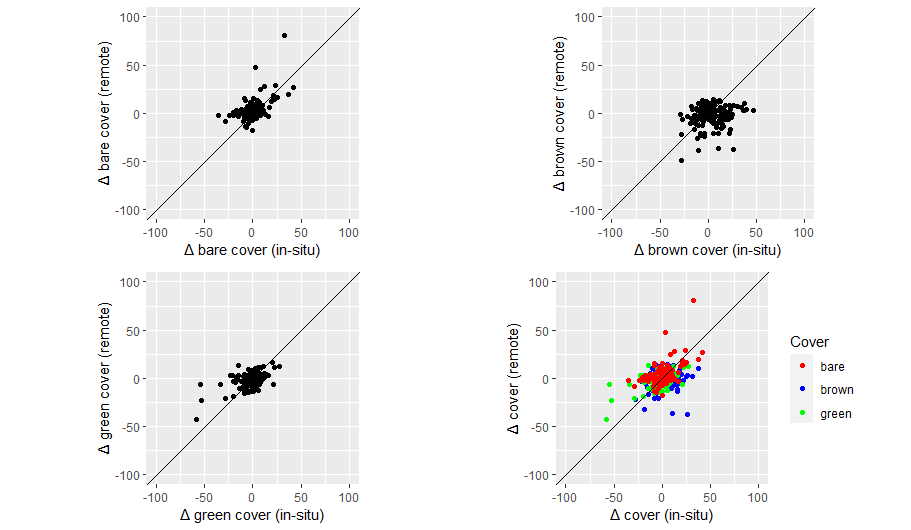 Δ bare cover (remote)
100
50
0
-50
-100
-100 -50 0 50 100
Δ bare cover (in-situ)
Δ brown cover (remote)
100
50
0
-50
-100
-100 -50 0 50 100
Δ brown cover (in-situ)
Δ green cover (remote)
100
50
0
-50
-100
-100 -50 0 50 100
Δ green cover (in-situ)
Δ cover (remote)
100
50
0
-50
-100
-100 -50 0 50 100
Δ cover (in-situ)
Cover
bare
brown
green